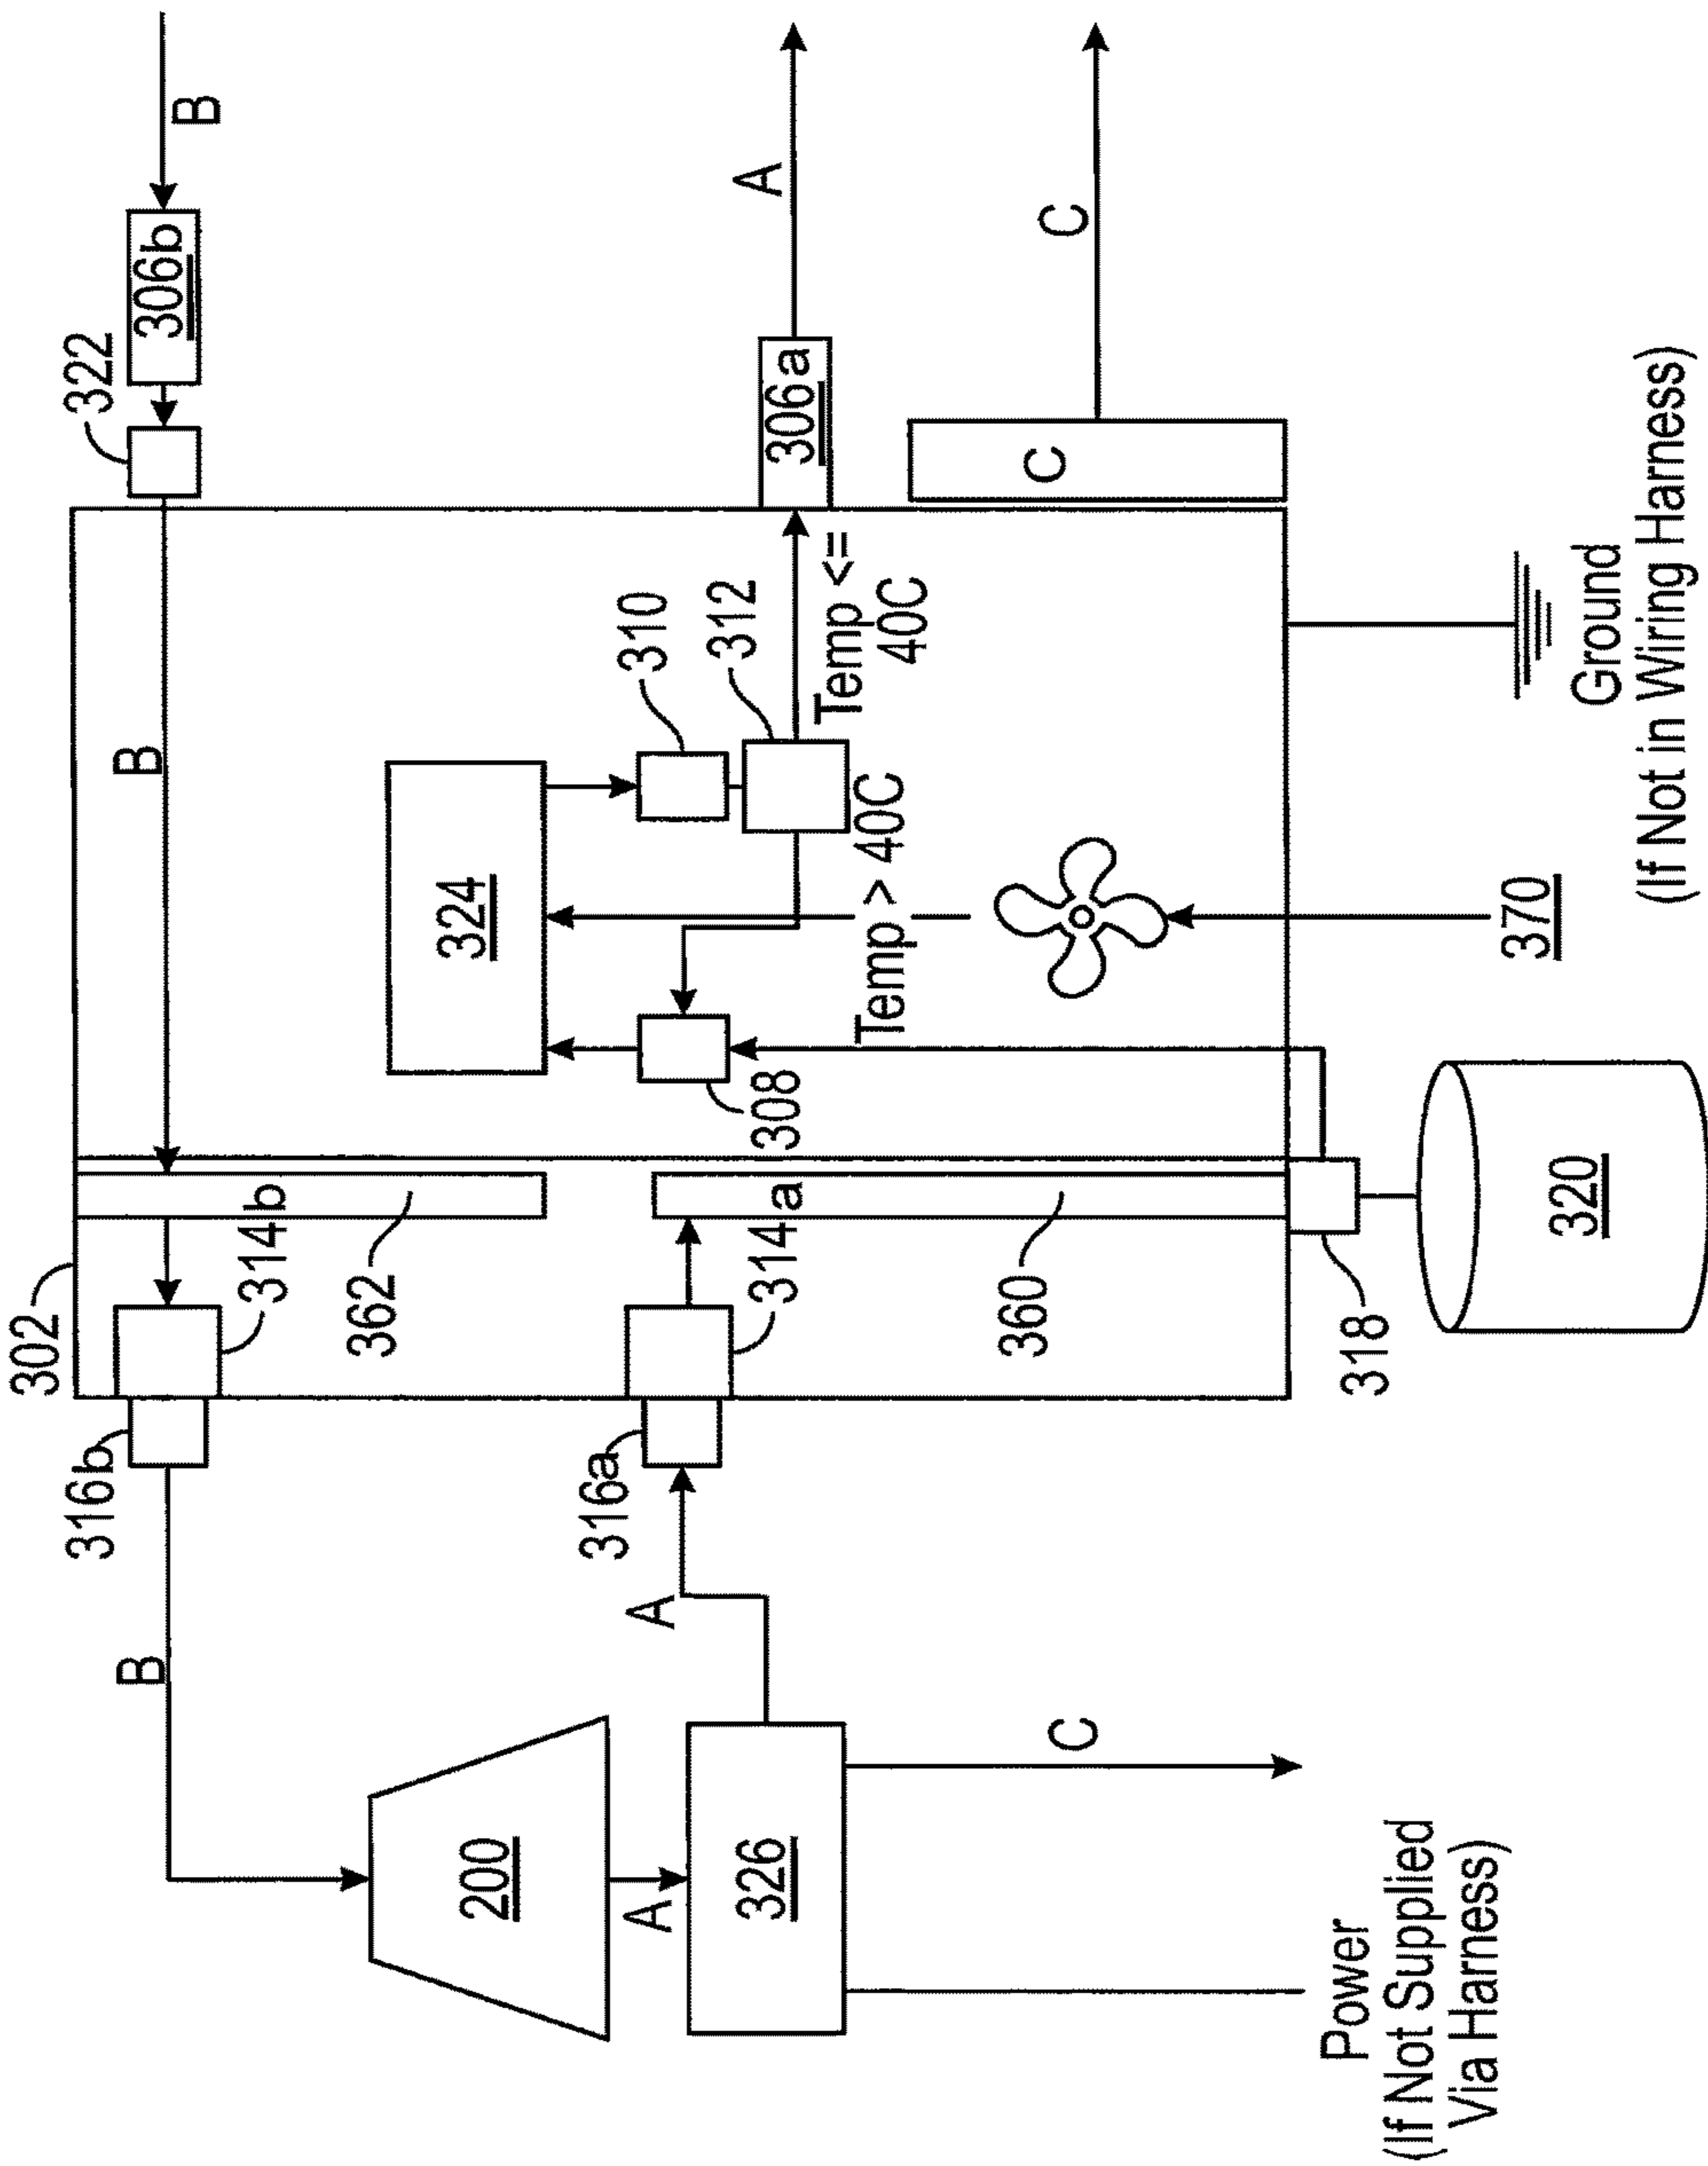 302
316b
322
B
B
306b
B
314b
362
324
200
316a
310
A
A
312
A
326
314a
308
306a
Temp <=
40C
Temp > 40C
360
C
C
C
318
370
320
Power
(If Not Supplied
Via Harness)
Ground
(If Not in Wiring Harness)